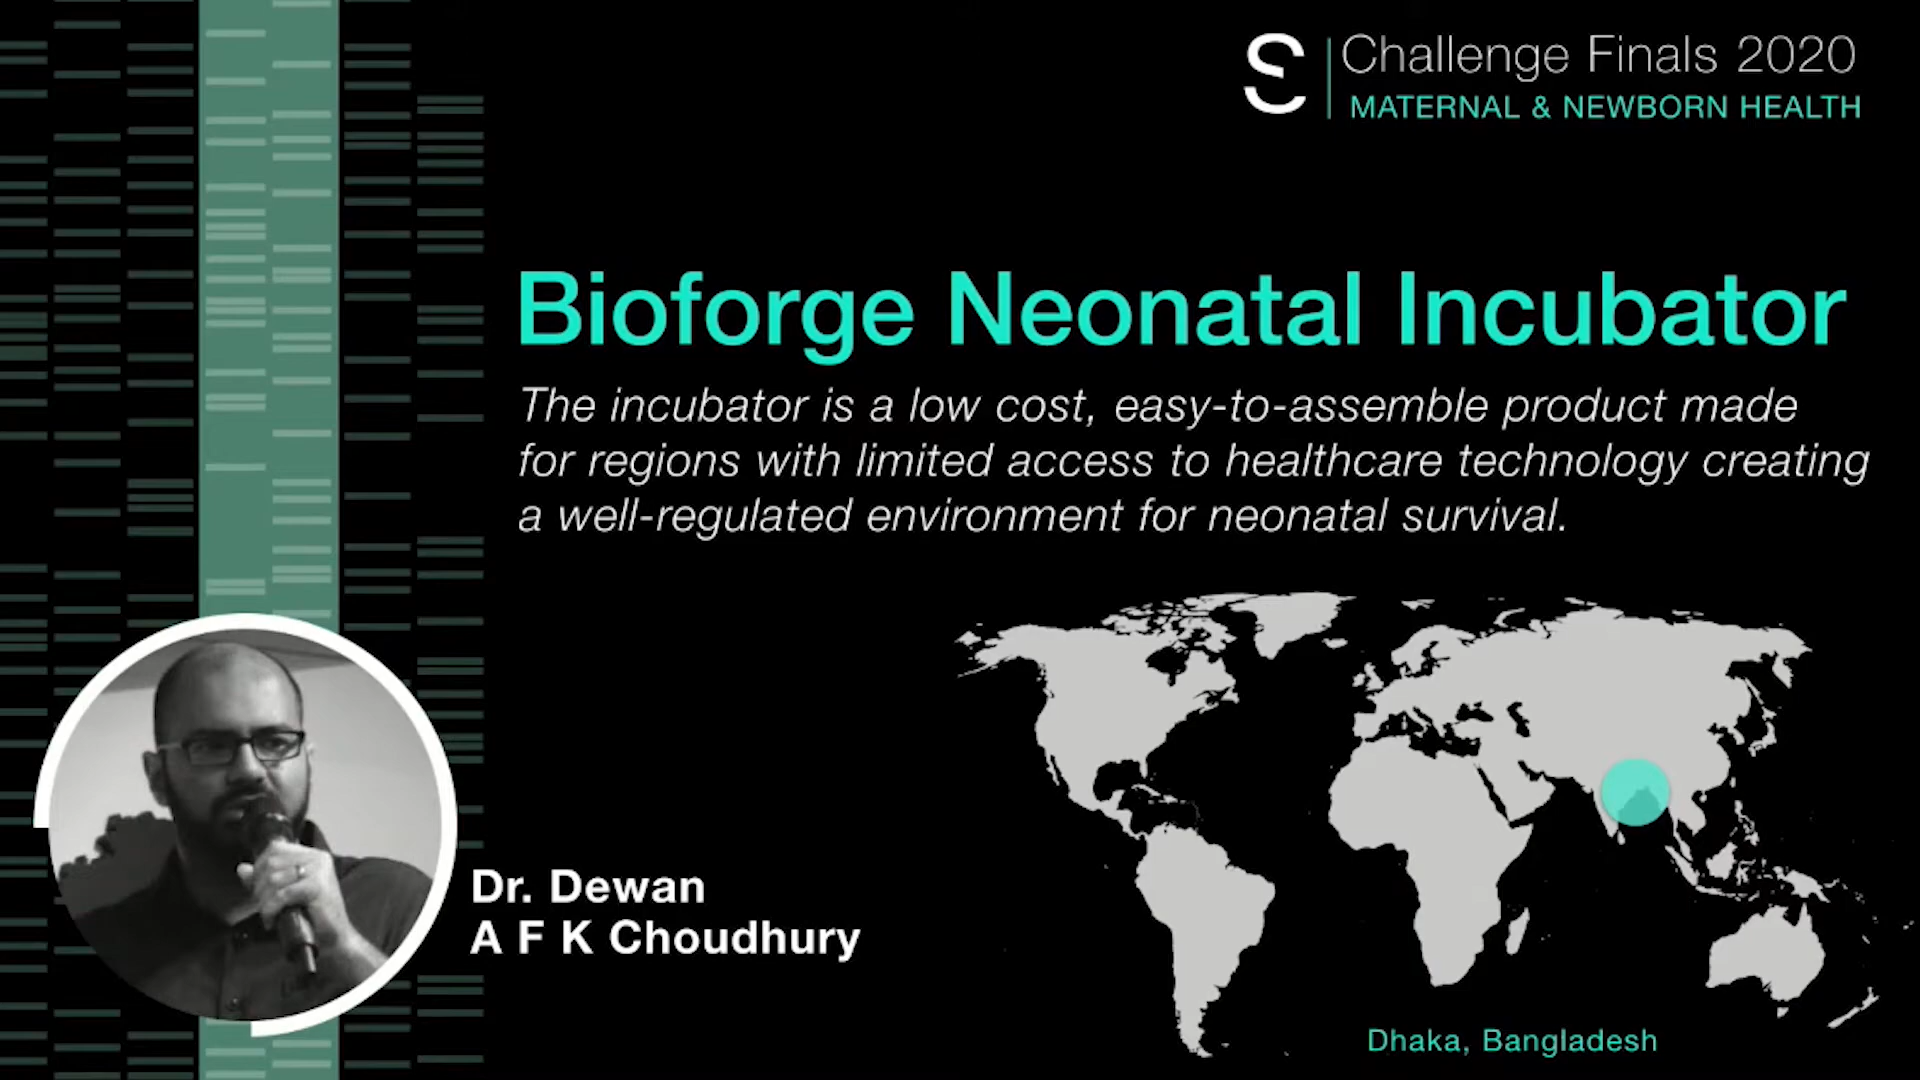 Challenge Finals 2020
MATERNAL & NEWBORN HEALTH
Bioforge Neonatal Incubator
The incubator is a low cost, easy-to-assemble product made
for regions with limited access to healthcare technology creating
a well-regulated environment for neonatal survival.
Dr. Dewan
A F K Choudhury
Dhaka, Bangladesh